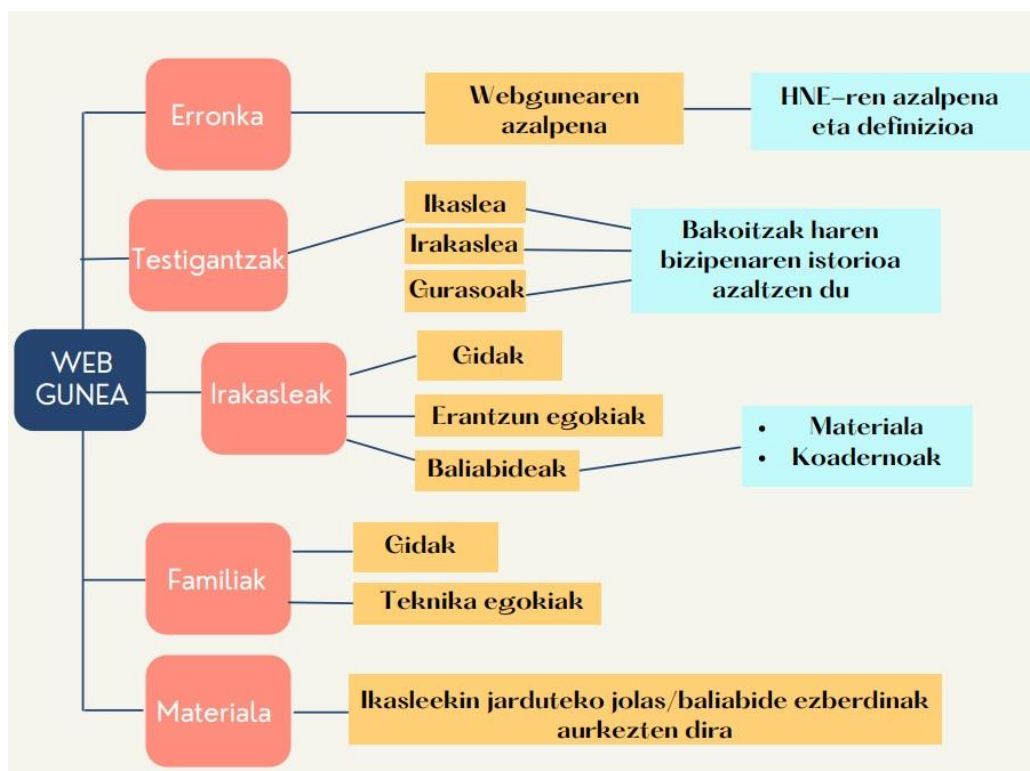 Erronka
Webgunearen
azalpena
HNE-ren azalpena
eta definizioa
Testigantzak
Ikaslea
Irakaslea
Gurasoak
Bakoitzak haren
bizipenaren istorioa
azaltzen du
WEB
GUNEA
Irakasleak
Gidak
Erantzun egokiak
Baliabideak
• Materiala
• Koadernoak
Familiak
Gidak
Teknika egokiak
Materiala
Ikasleekin jarduteko jolas/baliabide ezberdinak
aurkezten dira